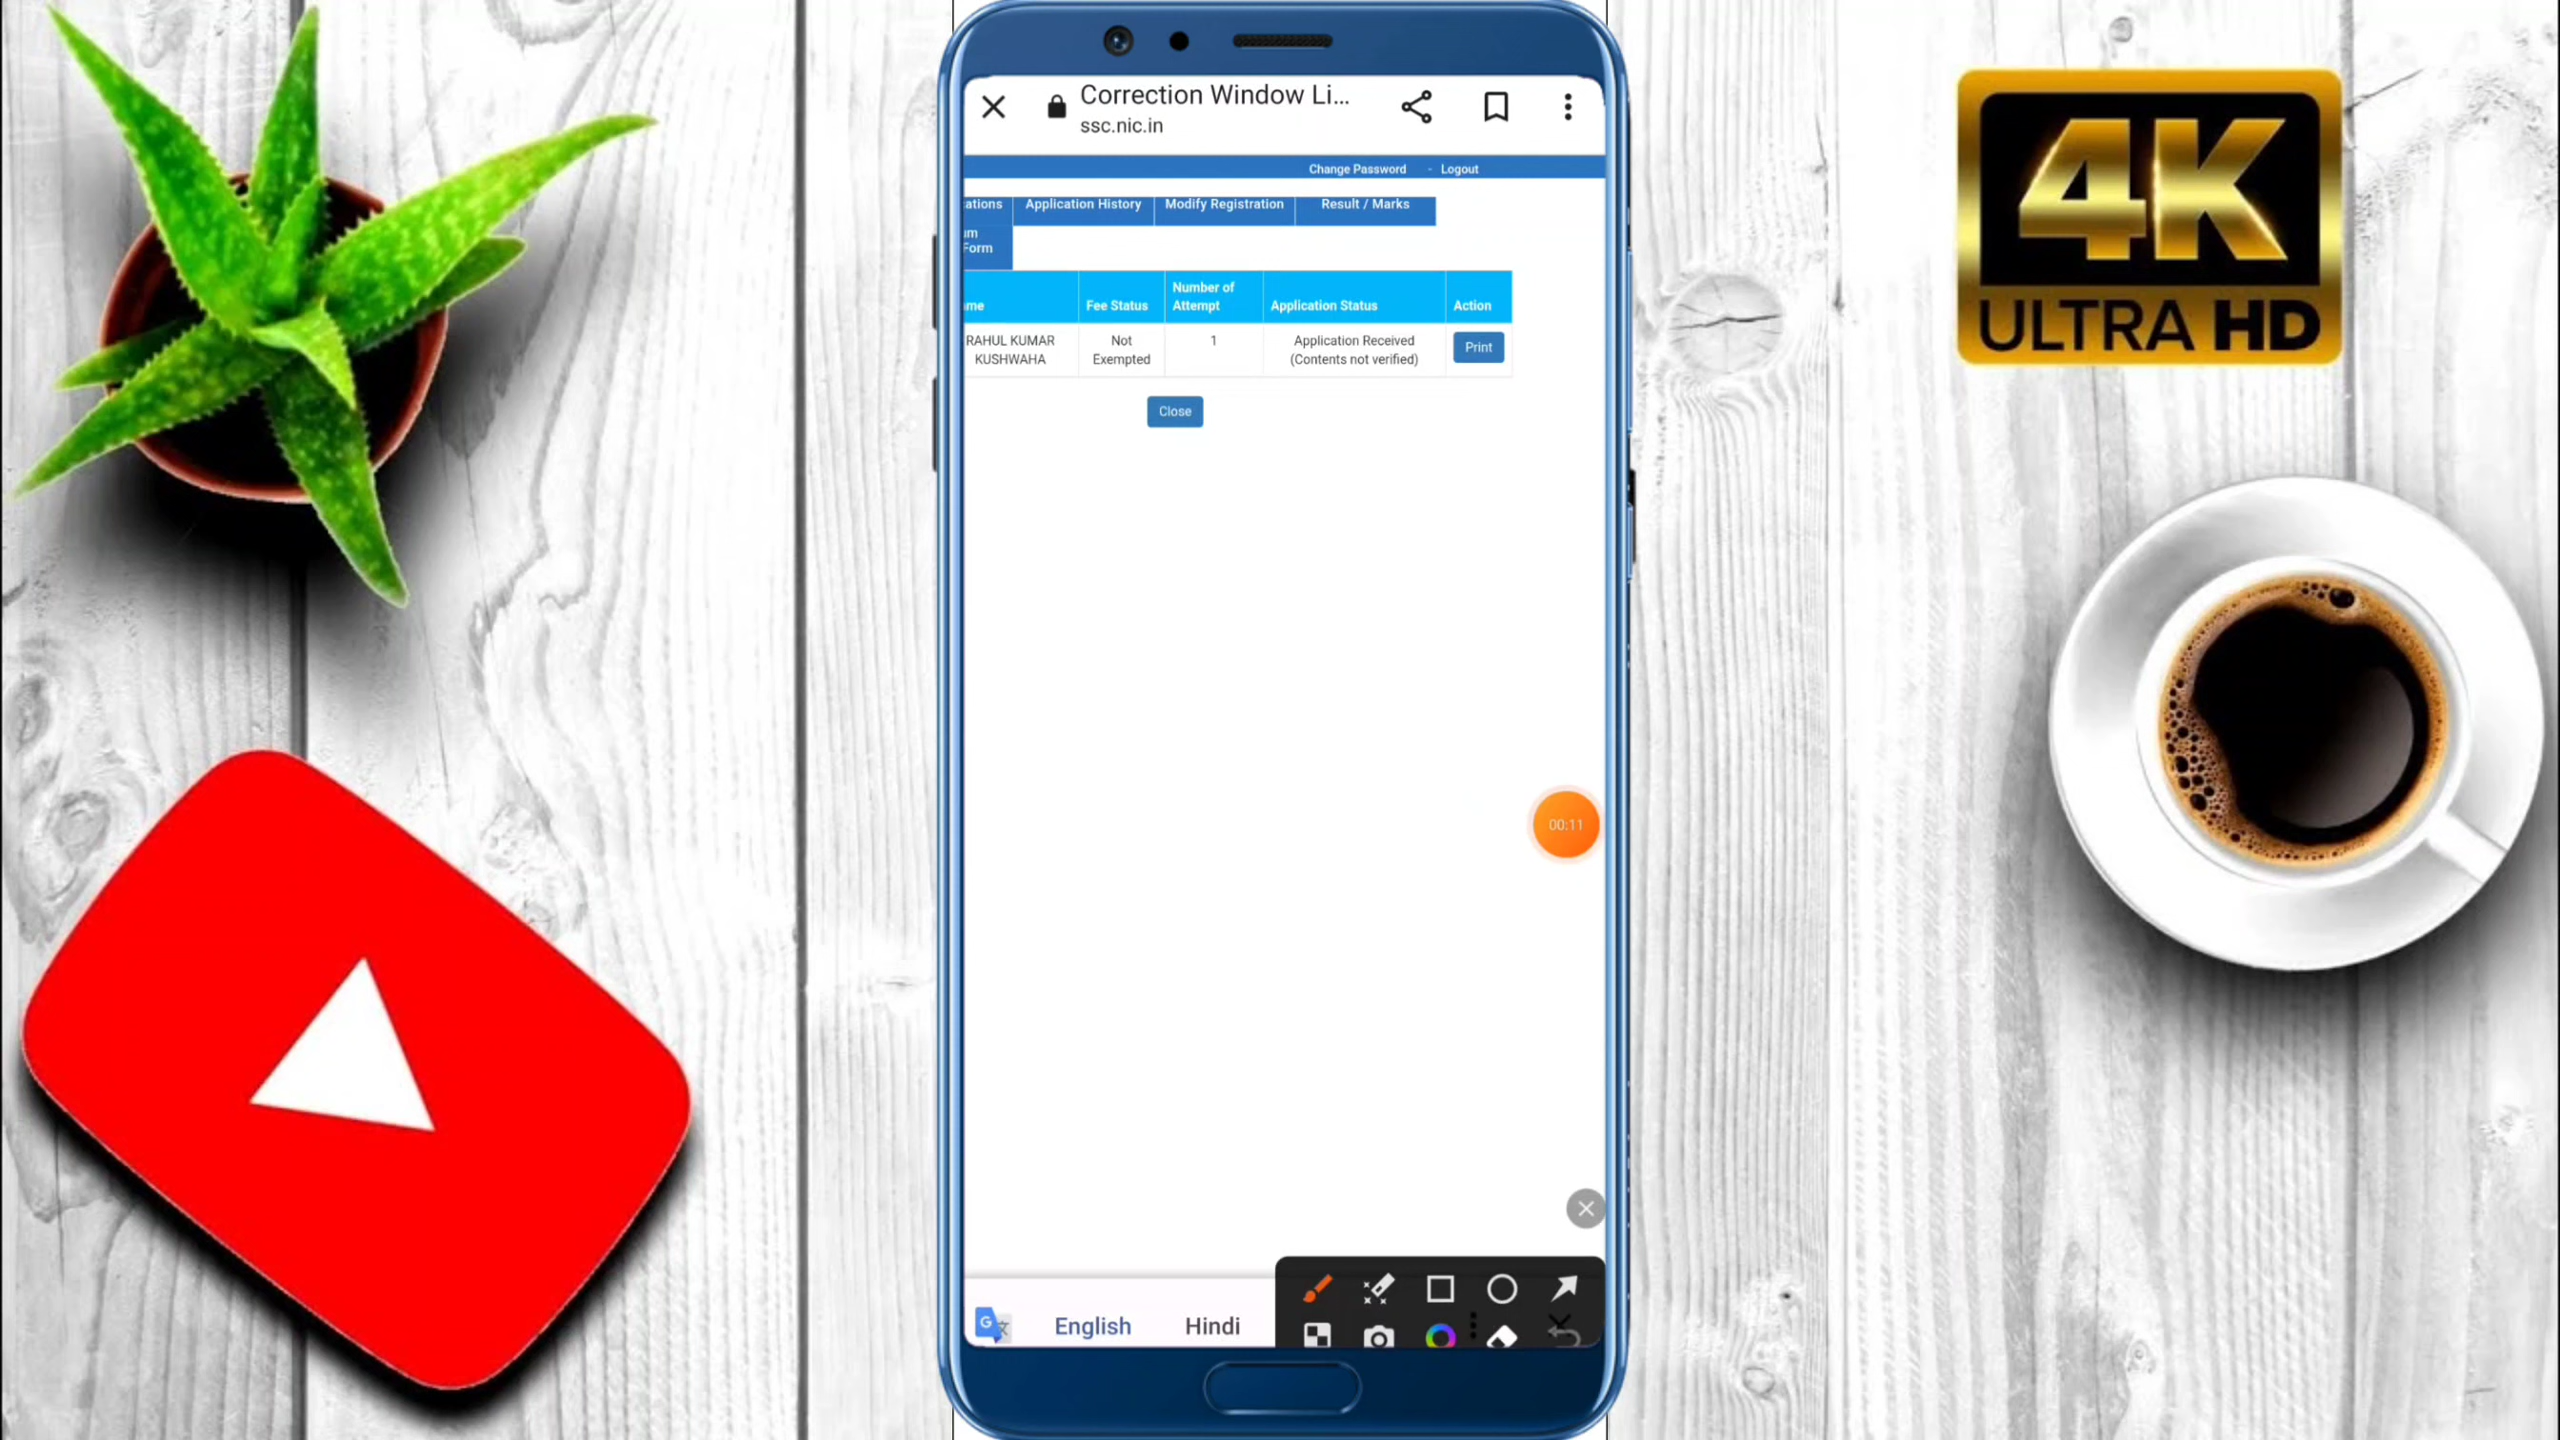 Correction Window Li...
ssc.nic.in
Change Password - Logout
ations Application History Modify Registration Result / Marks
Form
me Fee Status Number of Attempt Application Status Action
RAHUL KUMAR KUSHWAHA Not Exempted 1 Application Received (Contents not verified) Print
Close
00:11
English Hindi
4K
ULTRA HD